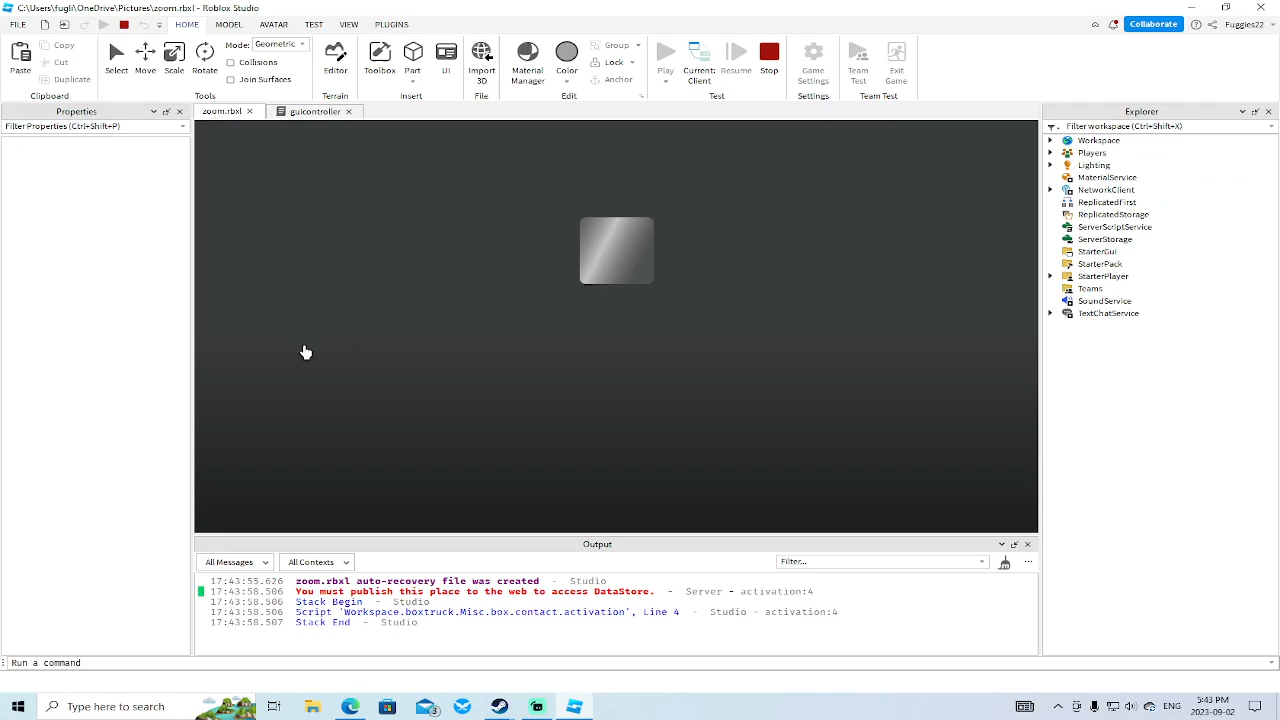 C:\Users\fugli\OneDrive\Pictures\zoom.rbxl - Roblox Studio
FILE HOME MODEL AVATAR TEST VIEW PLUGINS Collaborate Fuggles22
Paste Copy Cut Duplicate Clipboard
Select Move Scale Rotate Mode: Geometric Collisions Join Surfaces Tools
Editor Terrain
Toolbox Part UI Insert
Import 3D File
Material Manager Color Group Lock Anchor Edit
Play Current: Client Resume Stop Test
Game Settings Settings
Team Test Exit Game Team Test
Properties
Filter Properties (Ctrl+Shift+P)
zoom.rbxl guicontroller
Explorer
Filter workspace (Ctrl+Shift+X)
Workspace
Players
Lighting
MaterialService
NetworkClient
ReplicatedFirst
ReplicatedStorage
ServerScriptService
ServerStorage
StarterGui
StarterPack
StarterPlayer
Teams
SoundService
TextChatService
Output
All Messages All Contexts Filter...
17:43:55.626 zoom.rbxl auto-recovery file was created - Studio
17:43:58.506 You must publish this place to the web to access DataStore. - Server - activation:4
17:43:58.506 Stack Begin - Studio
17:43:58.506 Script 'Workspace.boxtruck.Misc.box.contact.activation', Line 4 - Studio - activation:4
17:43:58.507 Stack End - Studio
Run a command
Type here to search
3
ENG
5:43 PM
2023-09-02